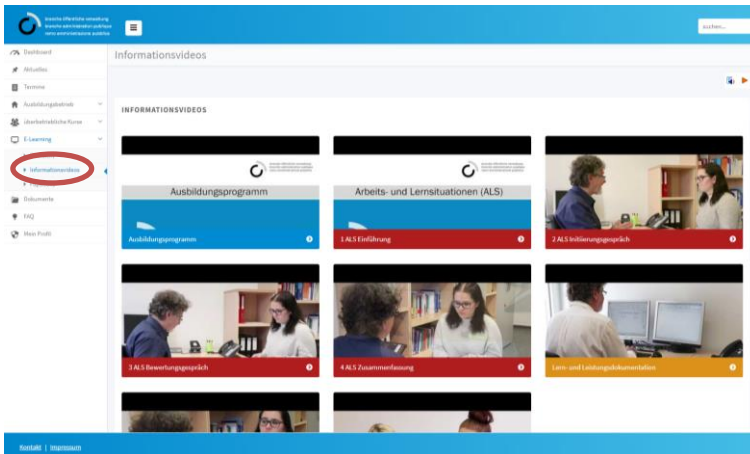 branche öffentliche verwaltung
branche administration publique
ramo amministrazione pubblica
suchen...
Dashboard
Aktuelles
Termine
Ausbildungsbetrieb
überbetriebliche Kurse
E-Learning
Informationsvideos
Dokumente
FAQ
Mein Profil
Informationsvideos
INFORMATIONSVIDEOS
Ausbildungsprogramm
Ausbildungsprogramm
Arbeits- und Lernsituationen (ALS)
1 ALS Einführung
2 ALS Initiierungsgespräch
3 ALS Bewertungsgespräch
4 ALS Zusammenfassung
Lern- und Leistungsdokumentation
Kontakt | Impressum